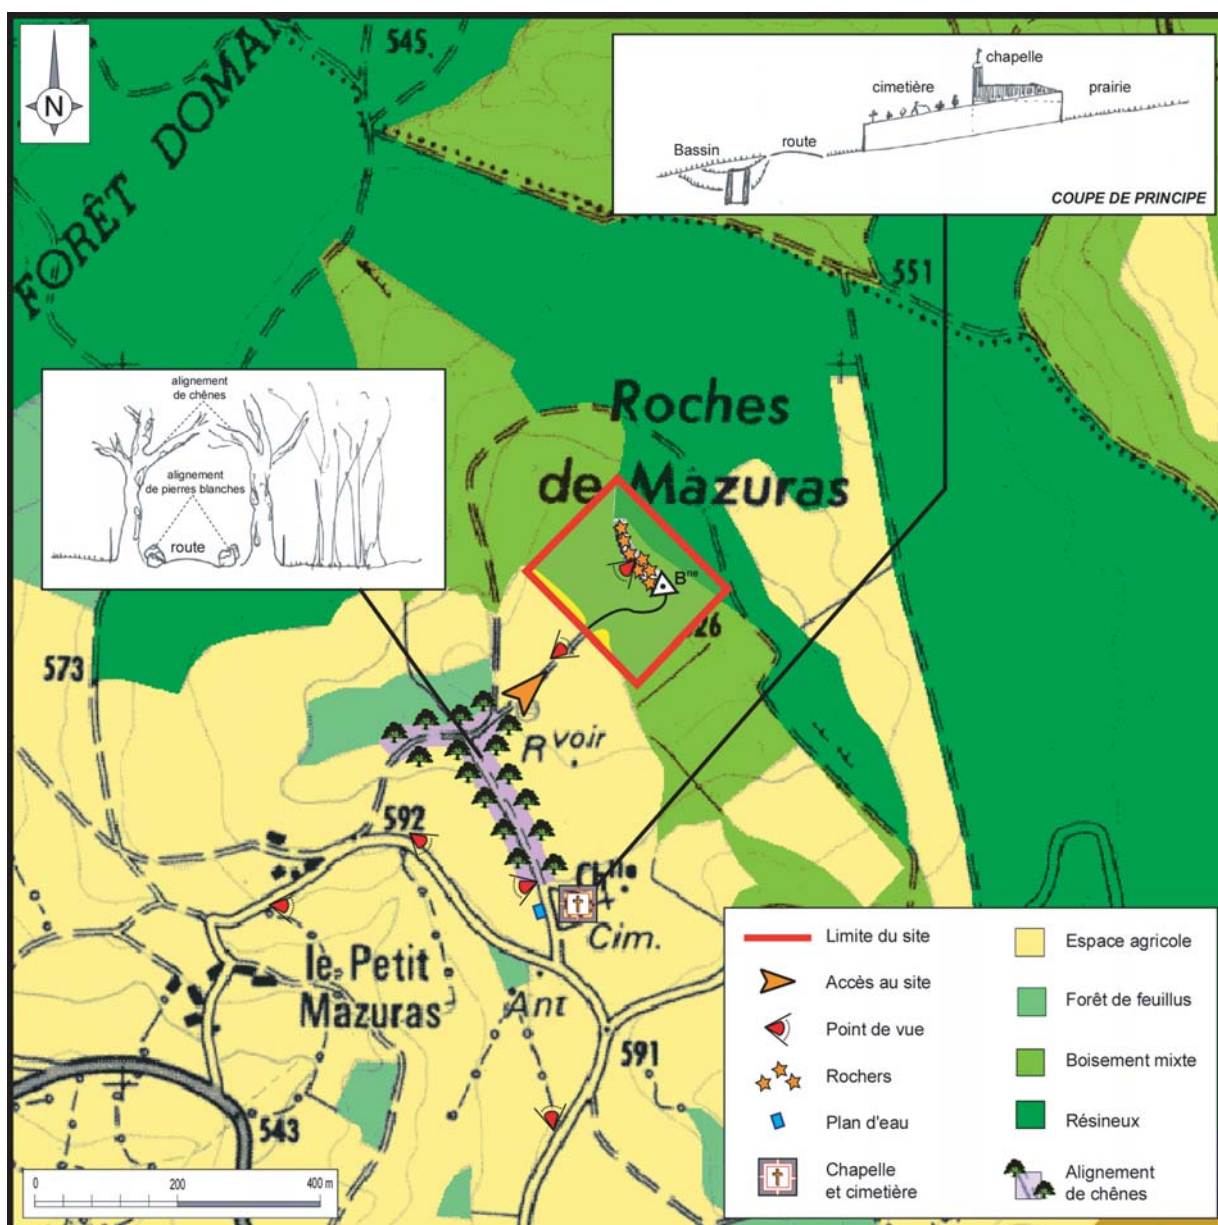 N
FORÊT DOMAI
545
chapelle
cimetière
prairie
Bassin
route
COUPE DE PRINCIPE
551
alignement
de chênes
alignement
de pierres blanches
route
Roches
de Mazuras
Bne
26
573
Rvoir
592
Chlle
Cim.
le Petit
Mazuras
Ant
591
543
0
200
400 m
Limite du site
Accès au site
Point de vue
Rochers
Plan d'eau
Chapelle
et cimetière
Espace agricole
Forêt de feuillus
Boisement mixte
Résineux
Alignement
de chênes